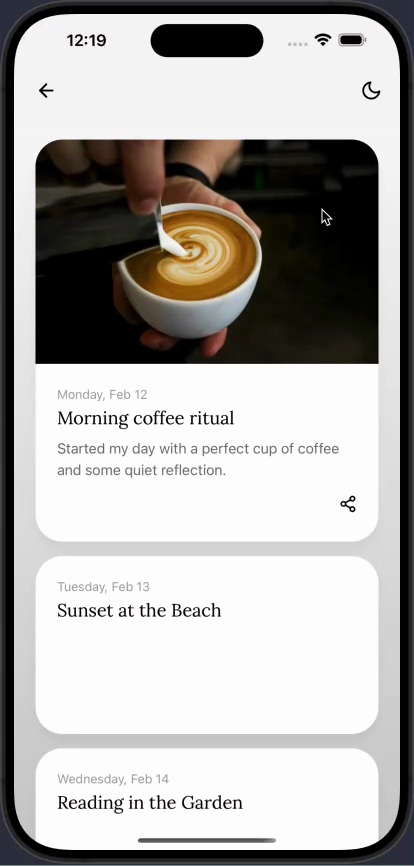 12:19
Monday, Feb 12
Morning coffee ritual
Started my day with a perfect cup of coffee
and some quiet reflection.
Tuesday, Feb 13
Sunset at the Beach
Wednesday, Feb 14
Reading in the Garden